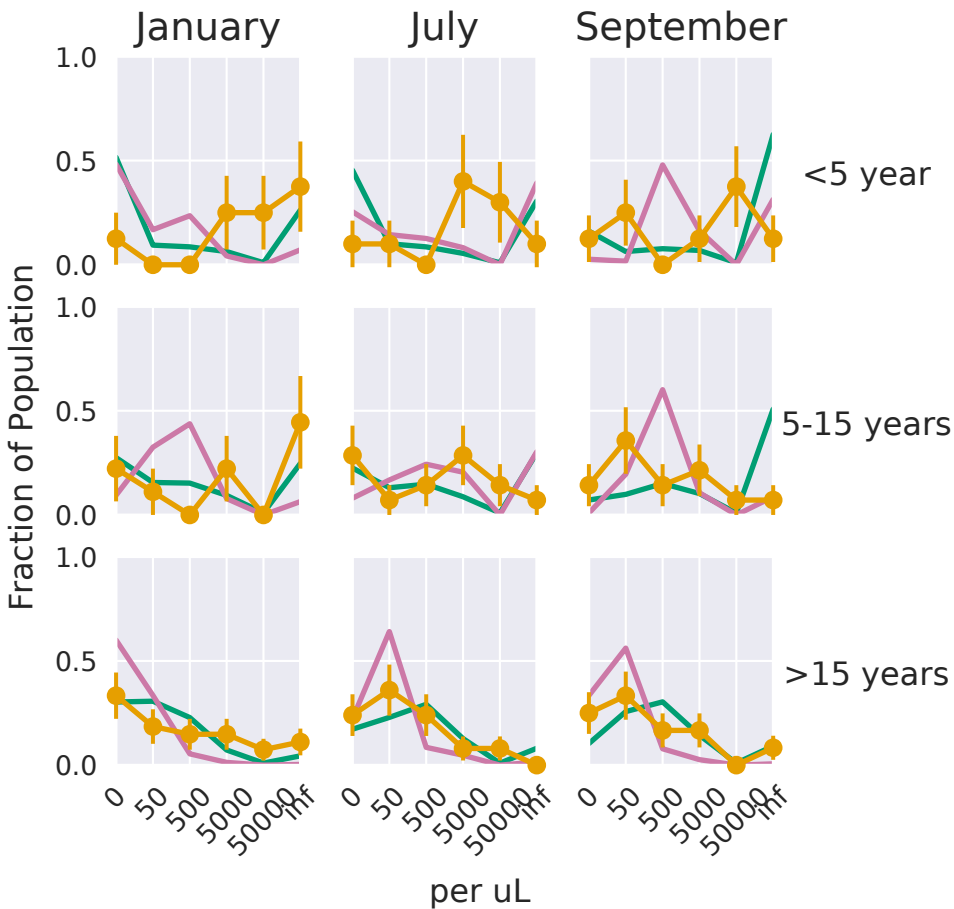 January July September
1.0
0.5
0.0
<5 year
1.0
0.5
0.0
5-15 years
1.0
0.5
0.0
>15 years
Fraction of Population
0 50 500 5000 50000 inf
0 50 500 5000 50000 inf
0 50 500 5000 50000 inf
per uL